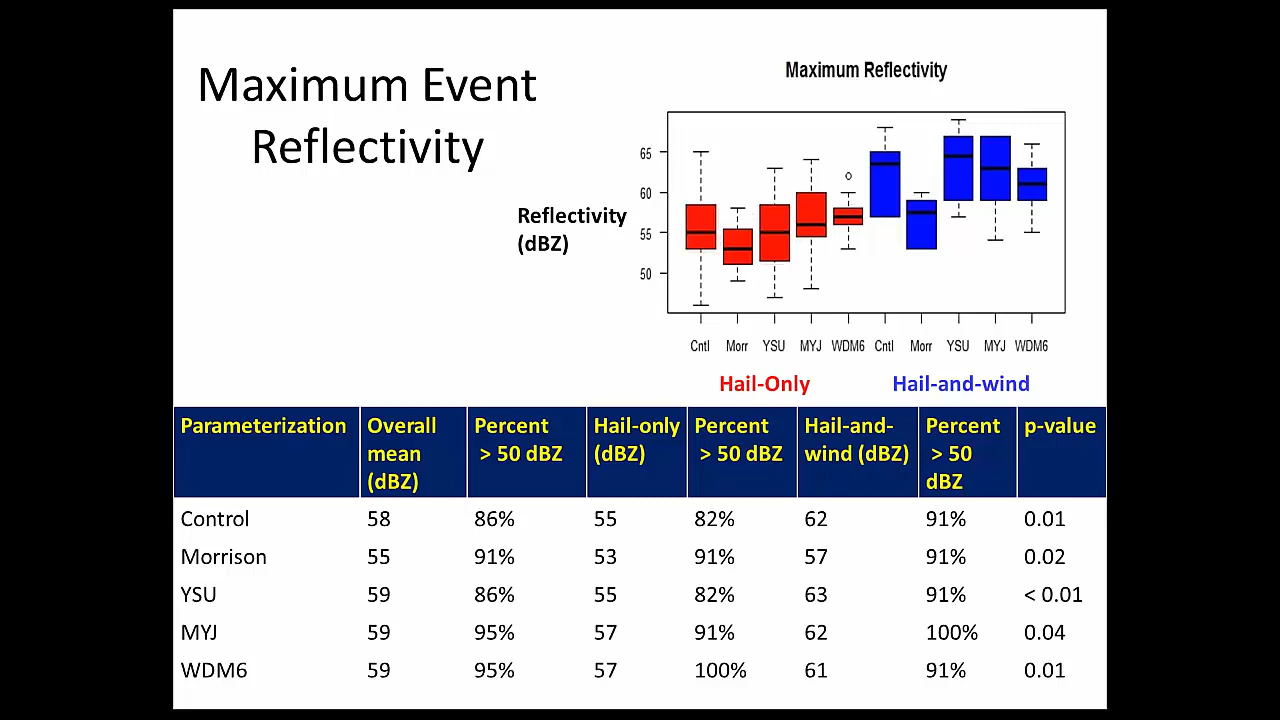 Maximum Event
Reflectivity
Maximum Reflectivity
Reflectivity
(dBZ)
65
60
55
50
Cntl Morr YSU MYJ WDM6 Cntl Morr YSU MYJ WDM6
Hail-Only Hail-and-wind
Parameterization Overall mean (dBZ) Percent > 50 dBZ Hail-only (dBZ) Percent > 50 dBZ Hail-and-wind (dBZ) Percent > 50 dBZ p-value
Control 58 86% 55 82% 62 91% 0.01
Morrison 55 91% 53 91% 57 91% 0.02
YSU 59 86% 55 82% 63 91% < 0.01
MYJ 59 95% 57 91% 62 100% 0.04
WDM6 59 95% 57 100% 61 91% 0.01